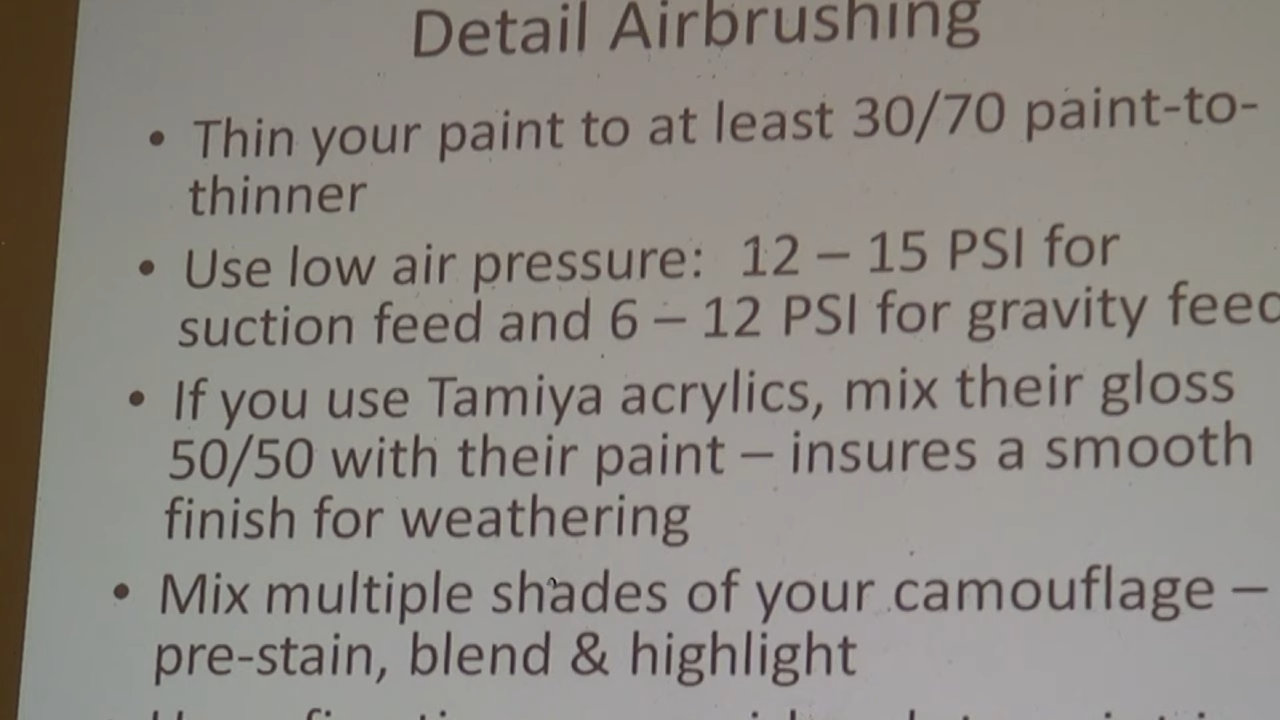 Detail Airbrushing
• Thin your paint to at least 30/70 paint-to-
thinner
• Use low air pressure:  12 – 15 PSI for
suction feed and 6 – 12 PSI for gravity feed
• If you use Tamiya acrylics, mix their gloss
50/50 with their paint – insures a smooth
finish for weathering
• Mix multiple shades of your camouflage –
pre-stain, blend & highlight